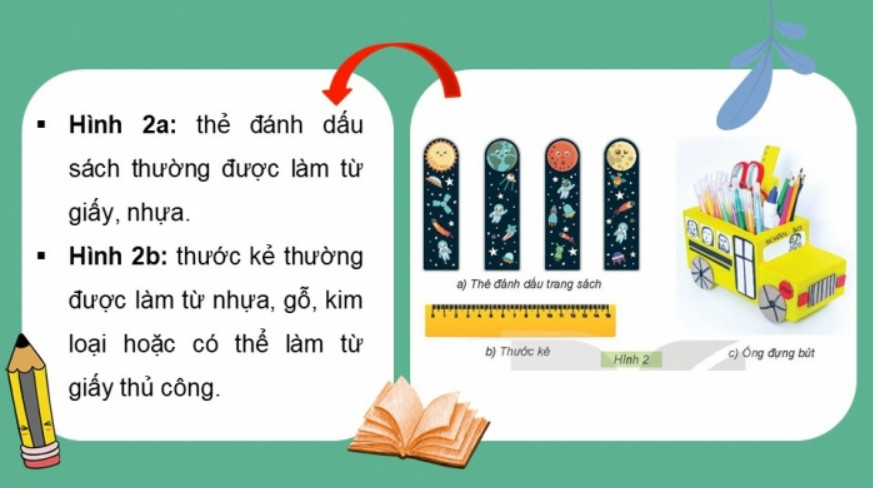 ▪ Hình 2a: thẻ đánh dấu
sách thường được làm từ
giấy, nhựa.
▪ Hình 2b: thước kẻ thường
được làm từ nhựa, gỗ, kim
loại hoặc có thể làm từ
giấy thủ công.
a) Thẻ đánh dấu trang sách
b) Thước kẻ
Hình 2
SCHOOL BUS
c) Ống đựng bút